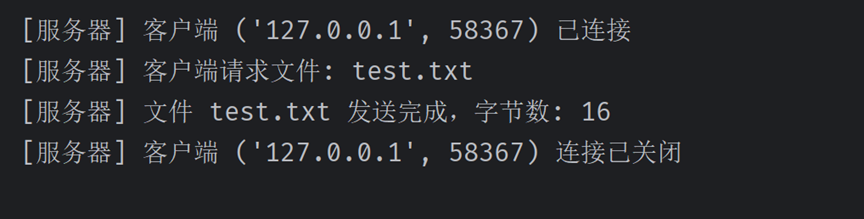 [服务器] 客户端 ('127.0.0.1', 58367) 已连接
[服务器] 客户端请求文件: test.txt
[服务器] 文件 test.txt 发送完成，字节数: 16
[服务器] 客户端 ('127.0.0.1', 58367) 连接已关闭